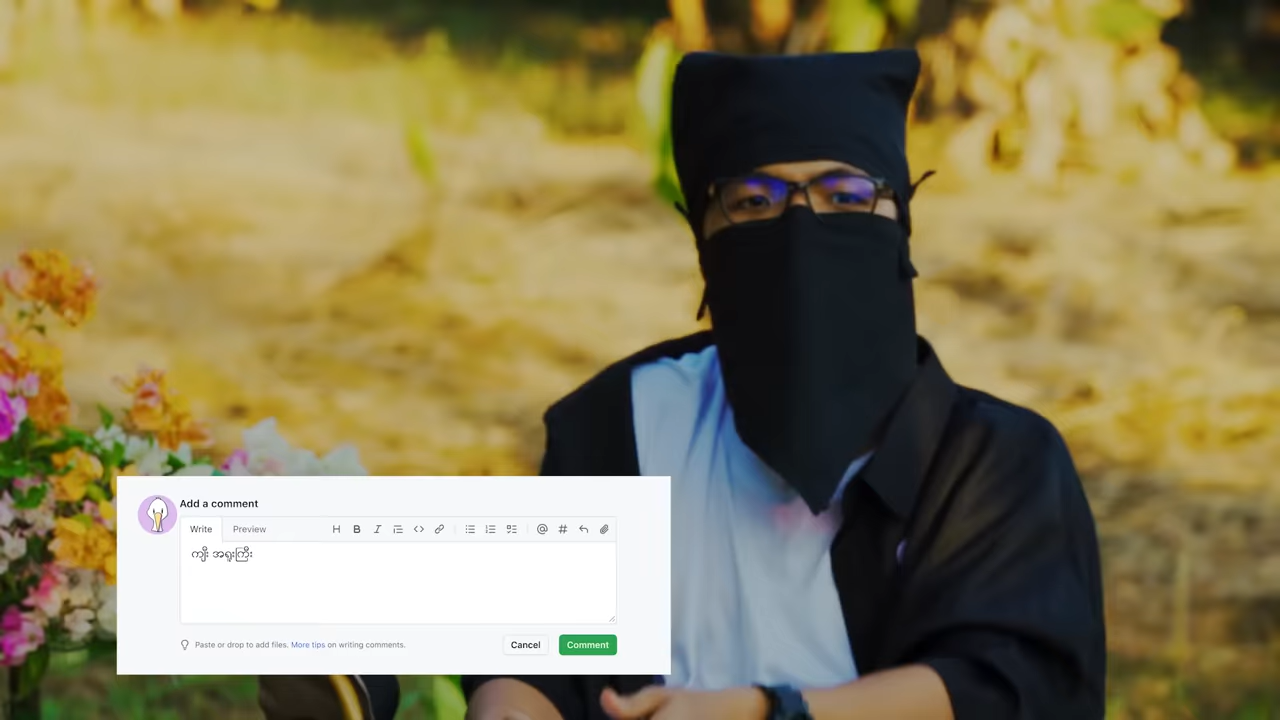 Add a comment
Write Preview
ကျီး အရူးကြီး
Paste or drop to add files. More tips on writing comments.
Cancel Comment